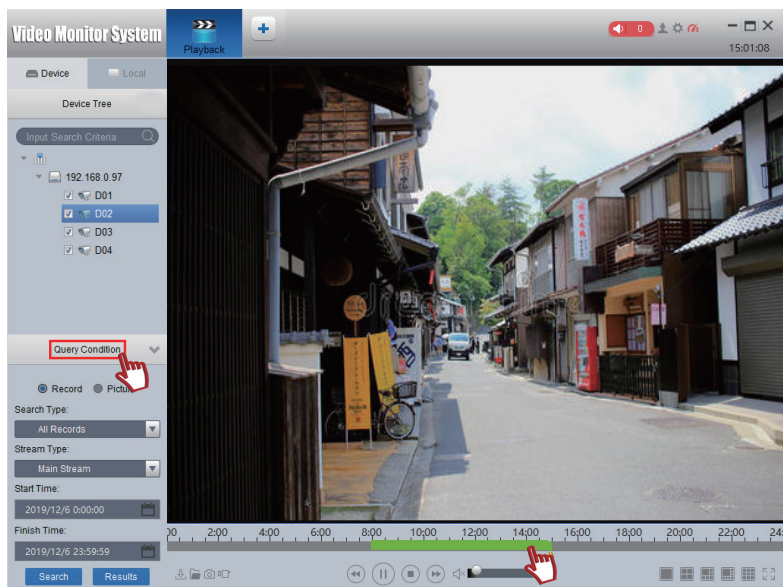 Video Monitor System
Playback
0
15:01:08
Device
Local
Device Tree
Input Search Criteria
192.168.0.97
D01
D02
D03
D04
Query Condition
Record
Pictu
Search Type:
All Records
Stream Type:
Main Stream
Start Time:
2019/12/6 0:00:00
Finish Time:
2019/12/6 23:59:59
00 2:00 4:00 6:00 8:00 10:00 12:00 14:00 16:00 18:00 20:00 22:00 24:
Search
Results